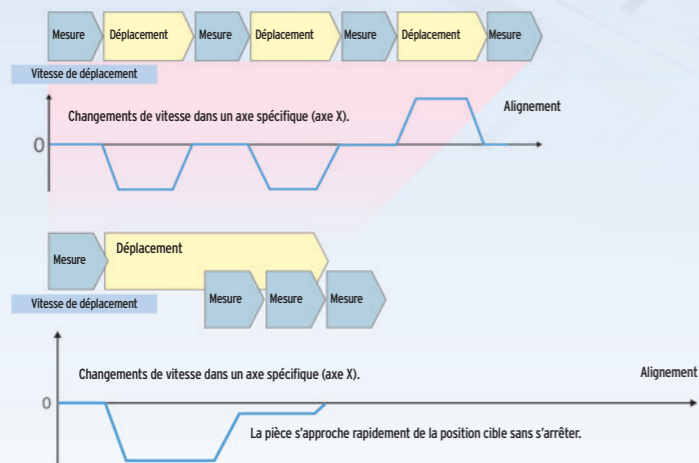 Mesure Déplacement Mesure Déplacement Mesure Déplacement Mesure
Vitesse de déplacement
Changements de vitesse dans un axe spécifique (axe X).
Alignement
0
Mesure Déplacement
Mesure Mesure Mesure
Vitesse de déplacement
Changements de vitesse dans un axe spécifique (axe X).
Alignement
0
La pièce s'approche rapidement de la position cible sans s'arrêter.